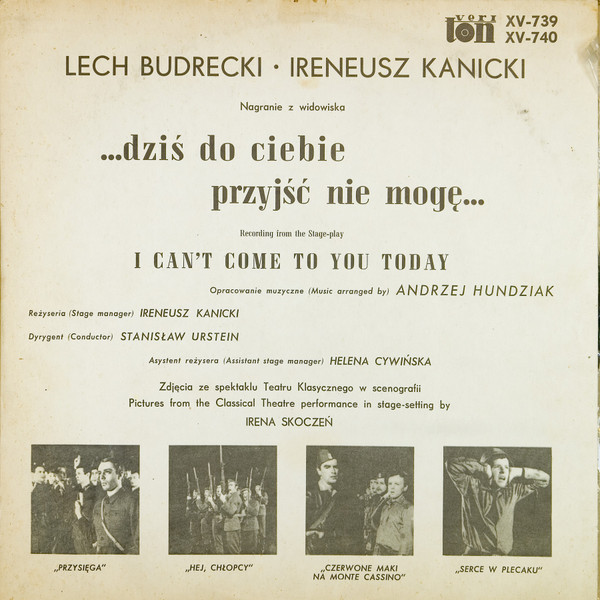 veriton XV-739
XV-740
LECH BUDRECKI · IRENEUSZ KANICKI
Nagranie z widowiska
...dziś do ciebie
przyjść nie mogę...
Recording from the Stage-play
I CAN'T COME TO YOU TODAY
Opracowanie muzyczne (Music arranged by) ANDRZEJ HUNDZIAK
Reżyseria (Stage manager) IRENEUSZ KANICKI
Dyrygent (Conductor) STANISŁAW URSTEIN
Asystent reżysera (Assistant stage manager) HELENA CYWIŃSKA
Zdjęcia ze spektaklu Teatru Klasycznego w scenografii
Pictures from the Classical Theatre performance in stage-setting by
IRENA SKOCZEŃ
„PRZYSIĘGA" „HEJ, CHŁOPCY" „CZERWONE MAKI „SERCE W PLECAKU"
NA MONTE CASSINO"